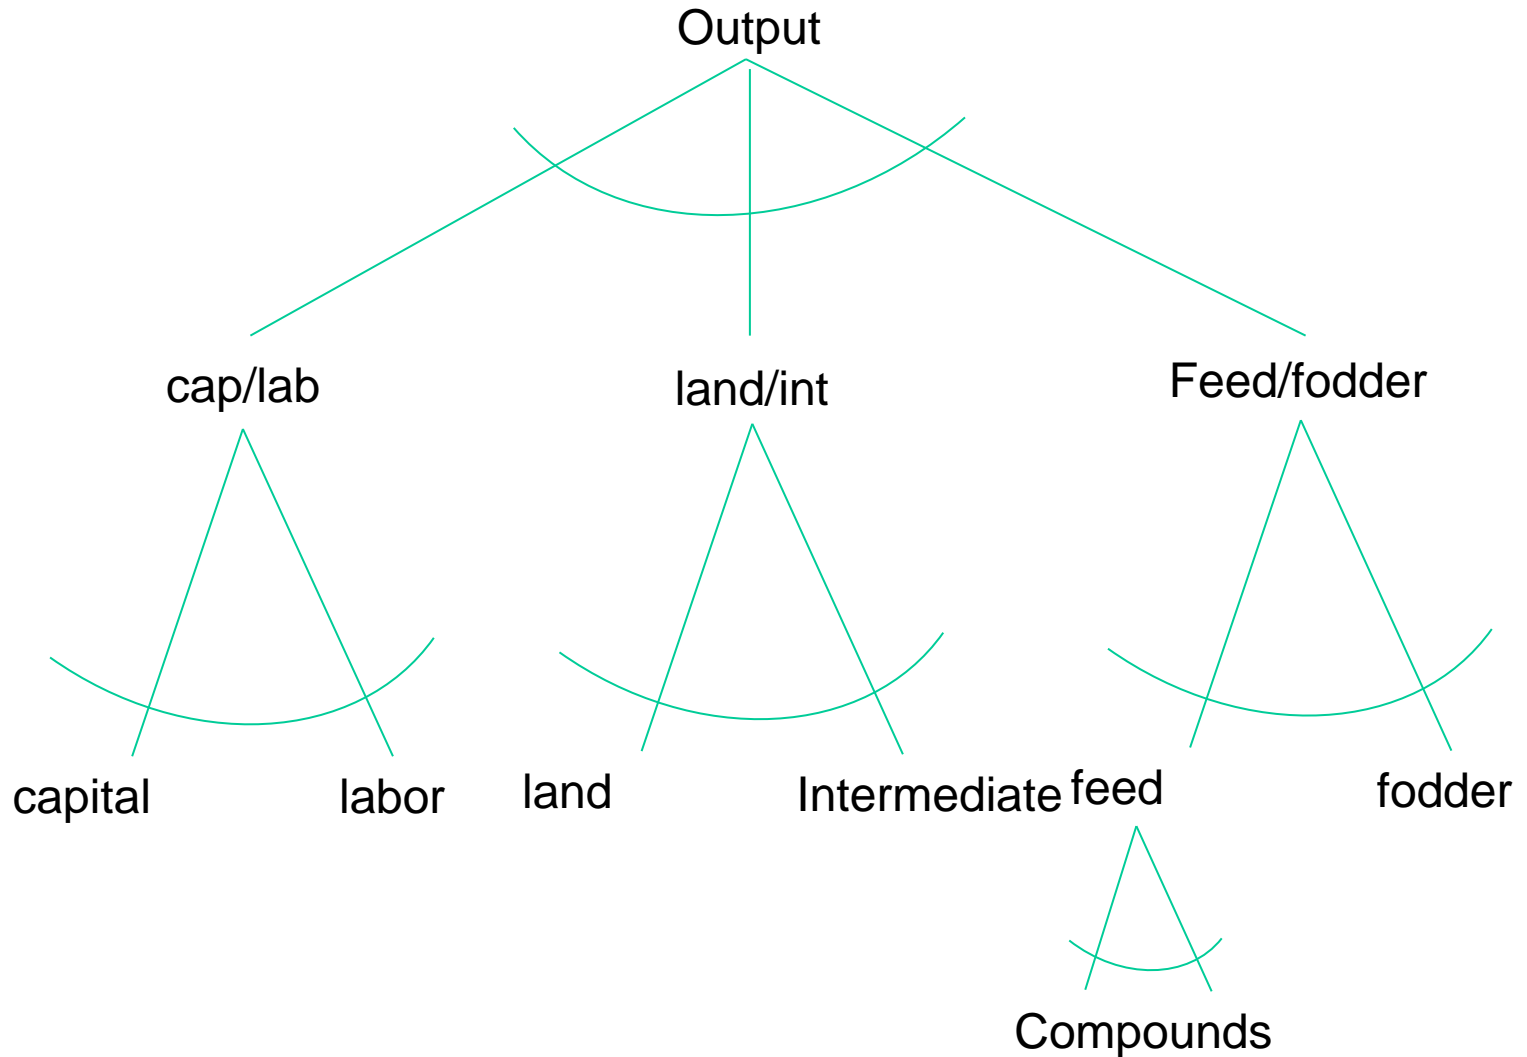 Output
cap/lab
land/int
Feed/fodder
capital
labor
land
Intermediate
feed
fodder
Compounds